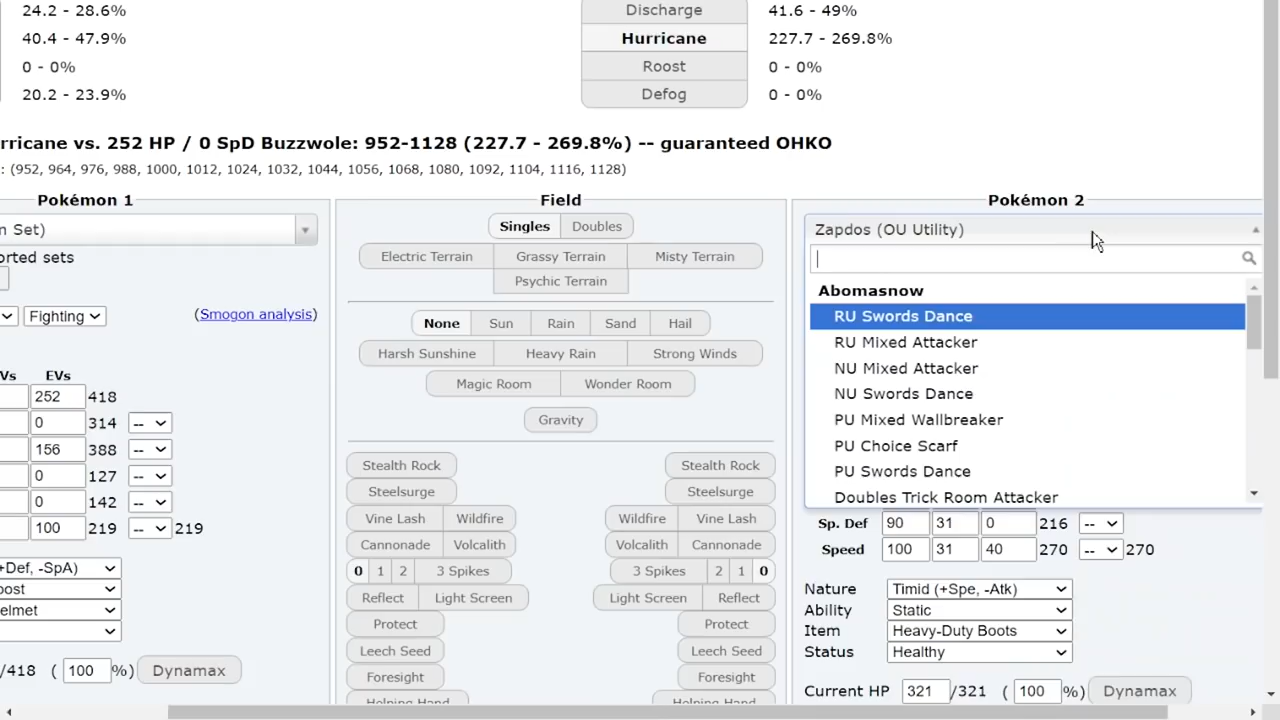 24.2 - 28.6%
Discharge
41.6 - 49%
40.4 - 47.9%
Hurricane
227.7 - 269.8%
0 - 0%
Roost
0 - 0%
20.2 - 23.9%
Defog
0 - 0%
rricane vs. 252 HP / 0 SpD Buzzwole: 952-1128 (227.7 - 269.8%) -- guaranteed OHKO
: (952, 964, 976, 988, 1000, 1012, 1024, 1032, 1044, 1056, 1068, 1080, 1092, 1104, 1116, 1128)
Pokémon 1
n Set)
orted sets
Fighting
(Smogon analysis)
Vs EVs
252 418
0 314 --
156 388 --
0 127 --
0 142 --
100 219 -- 219
+Def, -SpA)
oost
elmet
/418 ( 100 %) Dynamax
Field
Singles Doubles
Electric Terrain Grassy Terrain Misty Terrain
Psychic Terrain
None Sun Rain Sand Hail
Harsh Sunshine Heavy Rain Strong Winds
Magic Room Wonder Room
Gravity
Stealth Rock Stealth Rock
Steelsurge Steelsurge
Vine Lash Wildfire Wildfire Vine Lash
Cannonade Volcalith Volcalith Cannonade
0 1 2 3 Spikes 3 Spikes 2 1 0
Reflect Light Screen Light Screen Reflect
Protect Protect
Leech Seed Leech Seed
Foresight Foresight
Helping Hand Helping Hand
Pokémon 2
Zapdos (OU Utility)
Abomasnow
RU Swords Dance
RU Mixed Attacker
NU Mixed Attacker
NU Swords Dance
PU Mixed Wallbreaker
PU Choice Scarf
PU Swords Dance
Doubles Trick Room Attacker
Sp. Def 90 31 0 216 --
Speed 100 31 40 270 -- 270
Nature Timid (+Spe, -Atk)
Ability Static
Item Heavy-Duty Boots
Status Healthy
Current HP 321 /321 ( 100 %) Dynamax